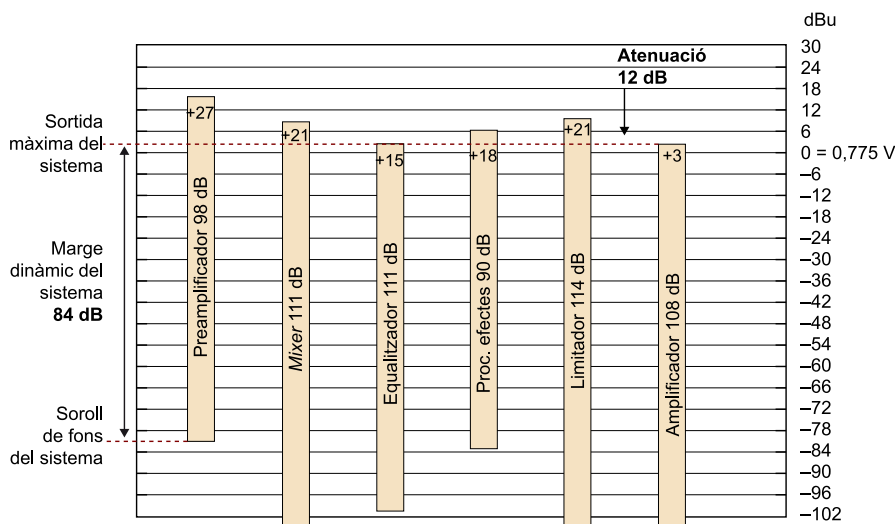 dBu
30
24
18
12
6
0 = 0,775 V
–6
–12
–18
–24
–30
–36
–42
–48
–54
–60
–66
–72
–78
–84
–90
–96
–102
Atenuació
12 dB
Sortida
màxima del
sistema
Marge
dinàmic del
sistema
84 dB
Soroll
de fons
del sistema
+27
Preamplificador 98 dB
+21
Mixer 111 dB
+15
Equalitzador 111 dB
+18
Proc. efectes 90 dB
+21
Limitador 114 dB
+3
Amplificador 108 dB